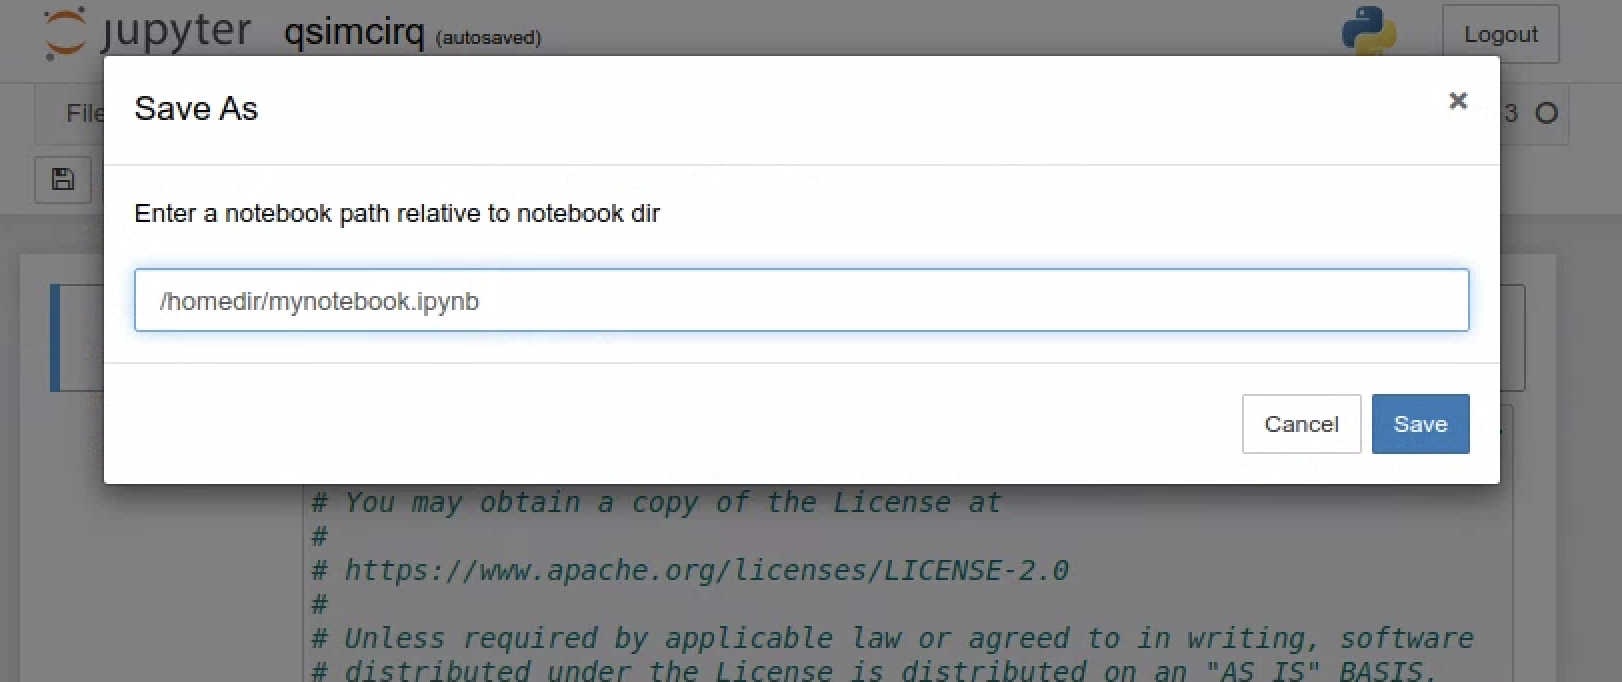 jupyter qsimcirq (autosaved) Logout
File 3
Save As ×
Enter a notebook path relative to notebook dir
/homedir/mynotebook.ipynb
Cancel Save
# You may obtain a copy of the License at
#
# https://www.apache.org/licenses/LICENSE-2.0
#
# Unless required by applicable law or agreed to in writing, software
# distributed under the License is distributed on an "AS IS" BASIS,